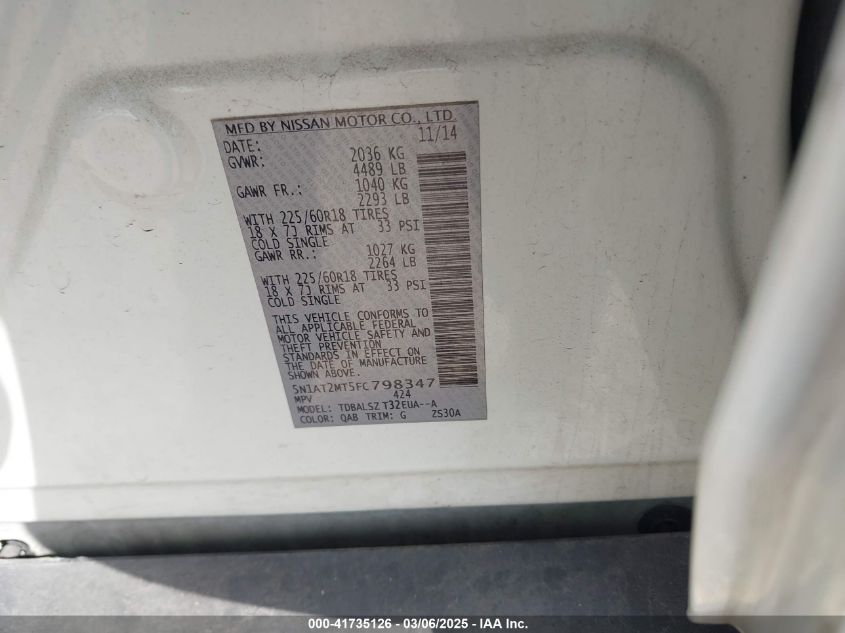 MFD BY NISSAN MOTOR CO., LTD.
DATE: 11/14
GVWR: 2036 KG
4489 LB
GAWR FR.: 1040 KG
2293 LB
WITH 225/60R18 TIRES
18 X 7J RIMS AT 33 PSI
COLD SINGLE
GAWR RR.: 1027 KG
2264 LB
WITH 225/60R18 TIRES
18 X 7J RIMS AT 33 PSI
COLD SINGLE
THIS VEHICLE CONFORMS TO
ALL APPLICABLE FEDERAL
MOTOR VEHICLE SAFETY AND
THEFT PREVENTION
STANDARDS IN EFFECT ON
THE DATE OF MANUFACTURE
SHOWN ABOVE.
5N1AT2MT5FC798347
MPV 424
MODEL: TDBALSZ T32EUA--A
COLOR: QAB TRIM: G ZS30A
000-41735126 - 03/06/2025 - IAA Inc.